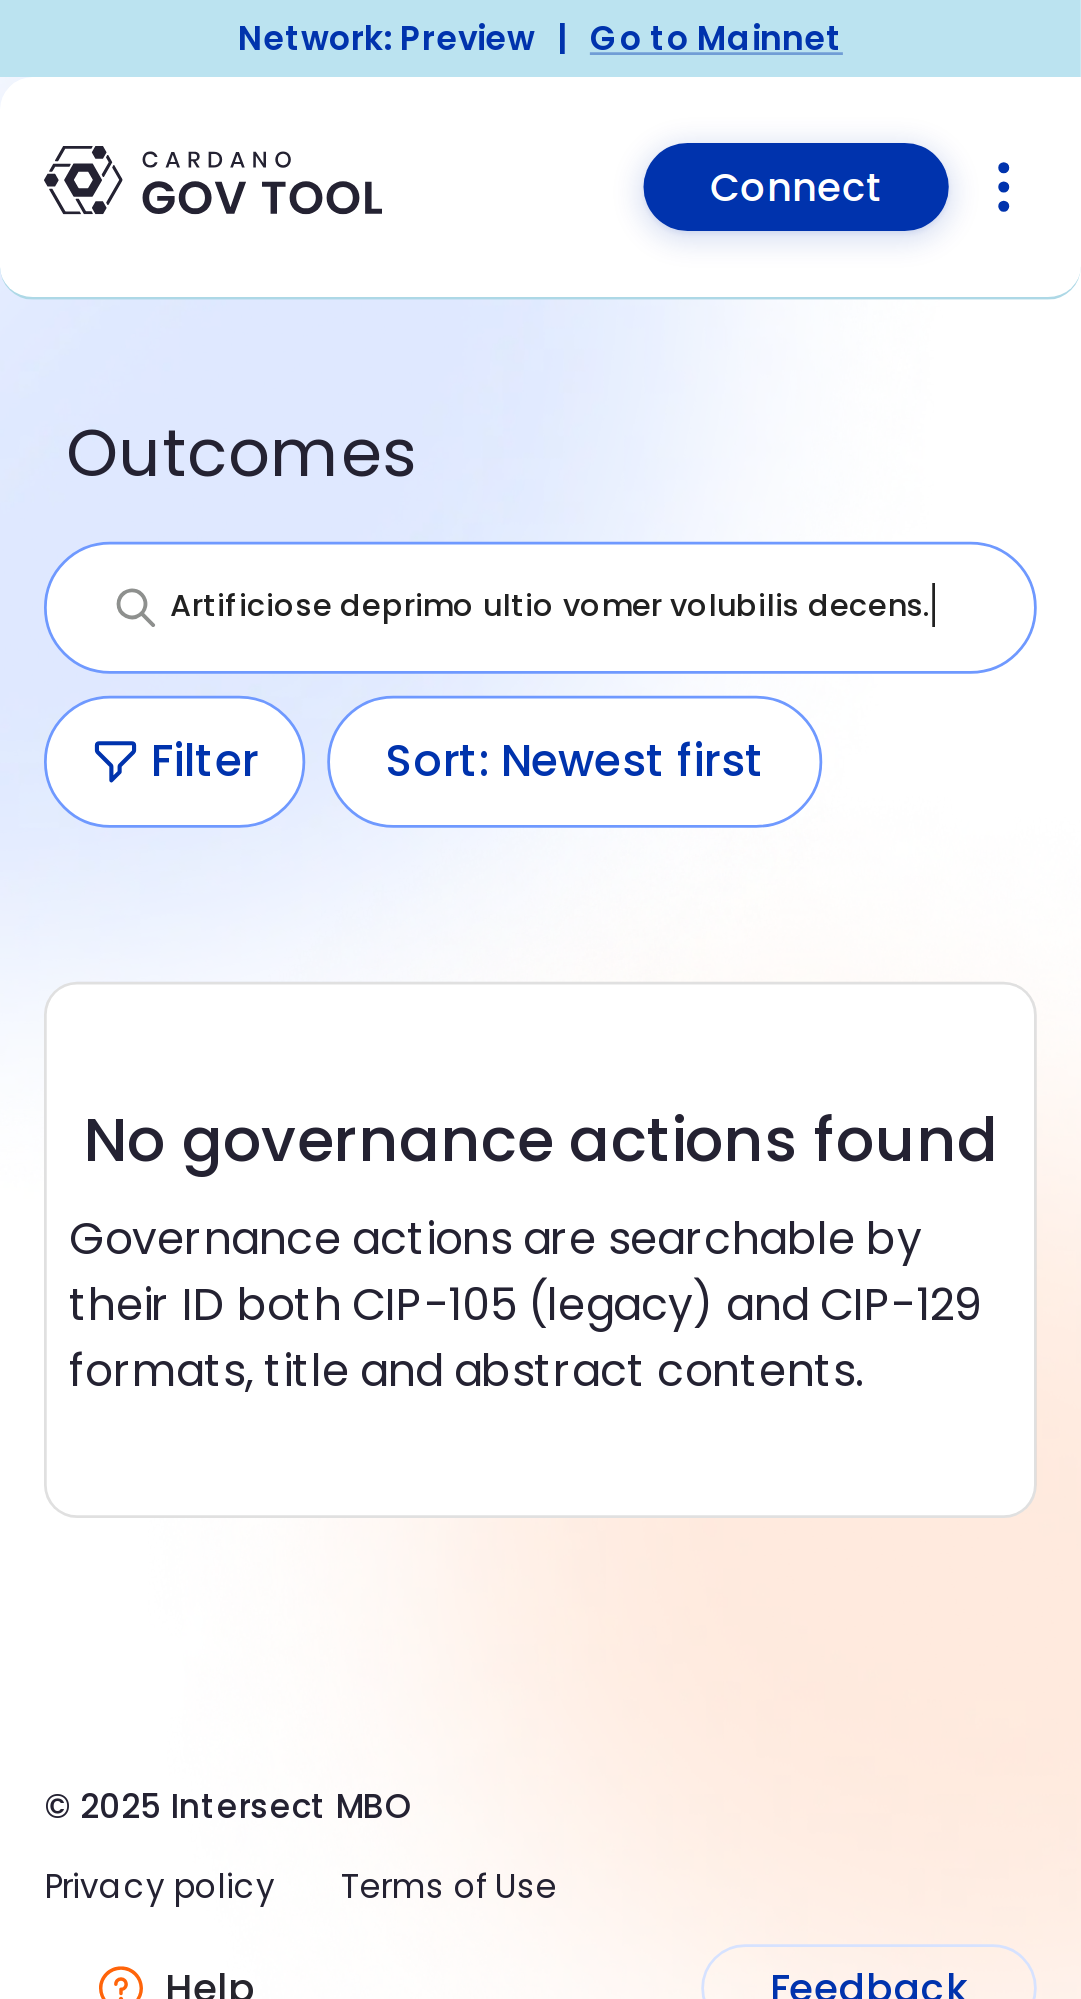 Network: Preview | Go to Mainnet
CARDANO
GOV TOOL
Connect
Outcomes
Artificiose deprimo ultio vomer volubilis decens.
Filter
Sort: Newest first
No governance actions found
Governance actions are searchable by
their ID both CIP-105 (legacy) and CIP-129
formats, title and abstract contents.
© 2025 Intersect MBO
Privacy policy
Terms of Use
Help
Feedback